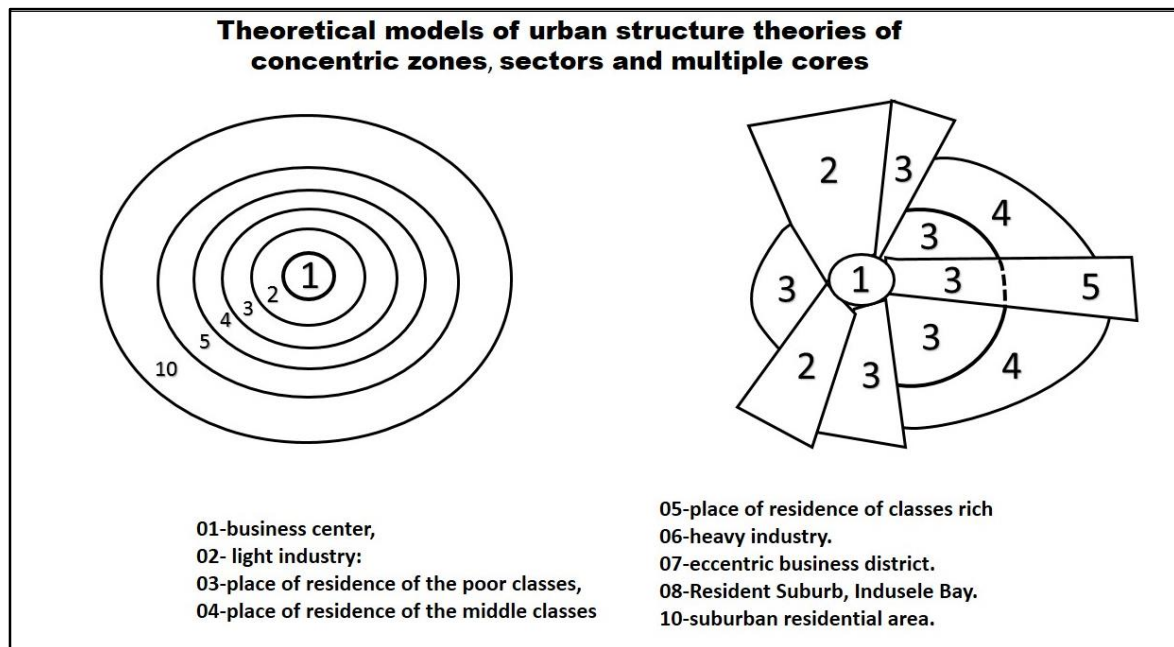 Theoretical models of urban structure theories of
concentric zones, sectors and multiple cores
1
2
3
4
5
10
2
3
4
3
3
1
3
5
3
2
3
4
01-business center,
02- light industry:
03-place of residence of the poor classes,
04-place of residence of the middle classes
05-place of residence of classes rich
06-heavy industry.
07-eccentric business district.
08-Resident Suburb, Indusele Bay.
10-suburban residential area.